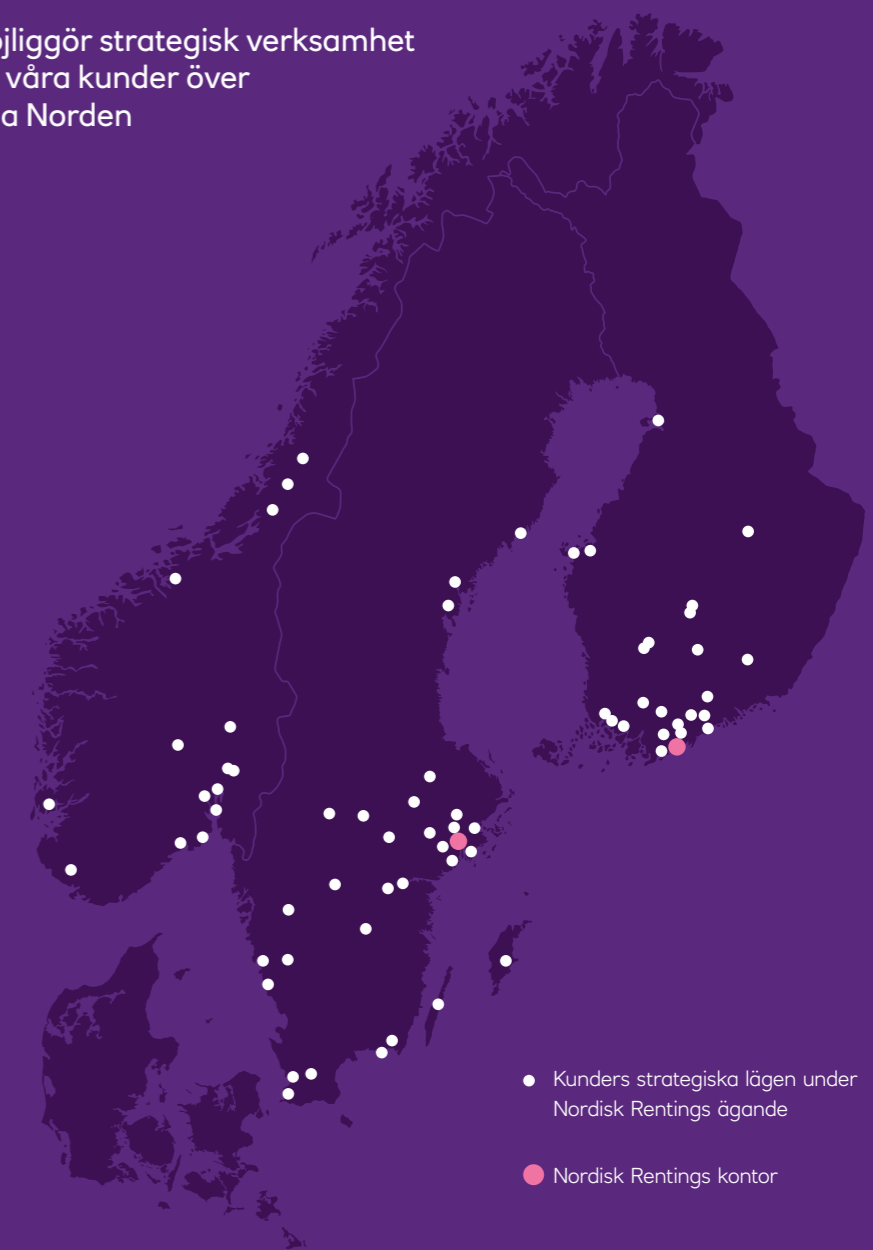 jliggör strategisk verksamhet
våra kunder över
a Norden
Kunders strategiska lägen under
Nordisk Rentings ägande
Nordisk Rentings kontor